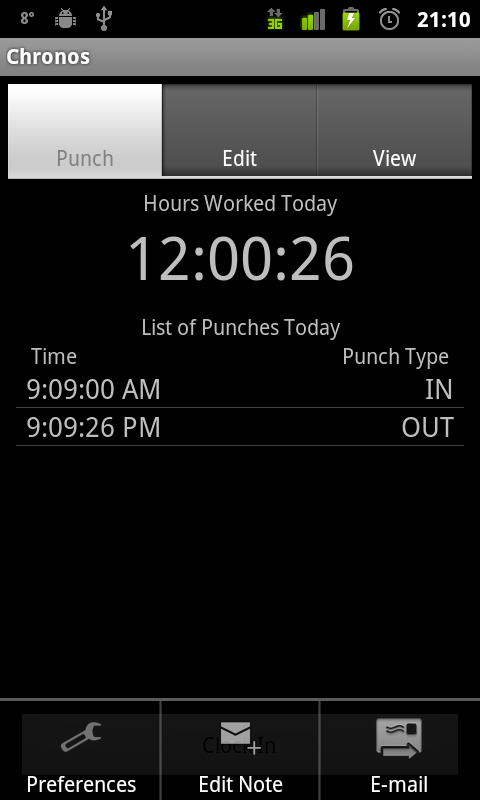 8° 3G 21:10
Chronos
Punch Edit View
Hours Worked Today
12:00:26
List of Punches Today
Time Punch Type
9:09:00 AM IN
9:09:26 PM OUT
Clock In
Preferences Edit Note E-mail